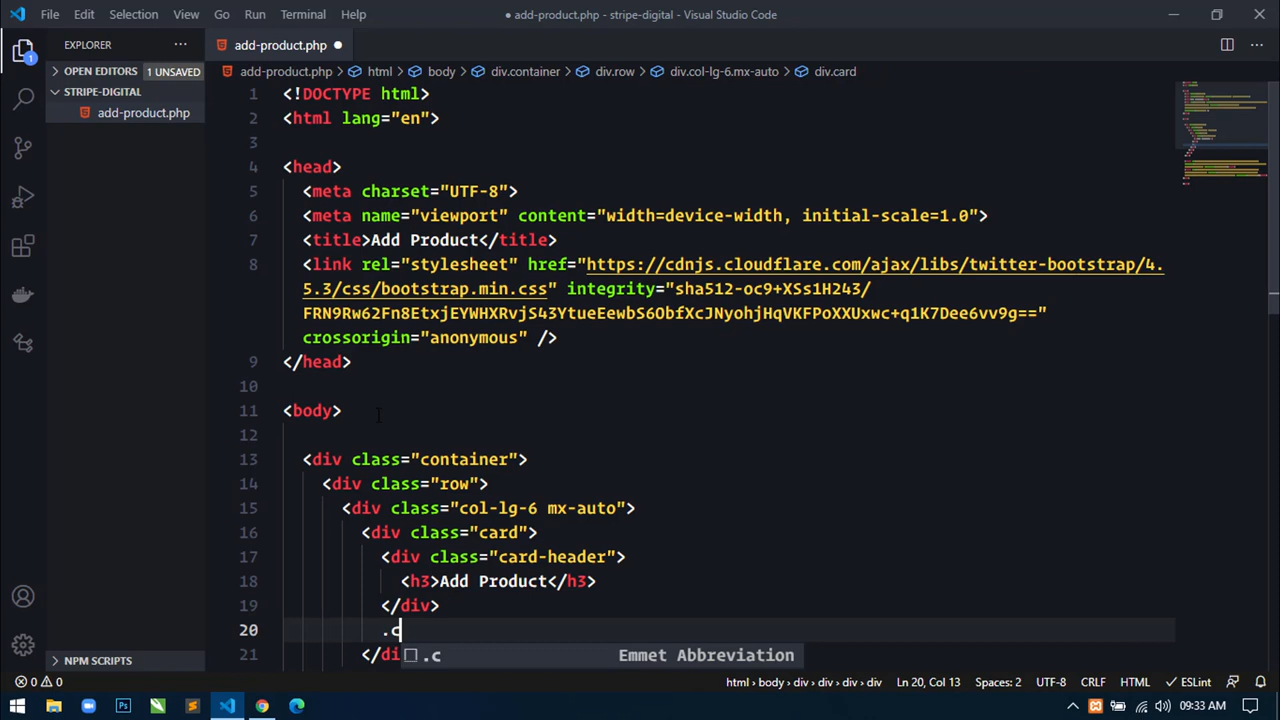 File Edit Selection View Go Run Terminal Help
● add-product.php - stripe-digital - Visual Studio Code
EXPLORER
add-product.php
OPEN EDITORS 1 UNSAVED
add-product.php > html > body > div.container > div.row > div.col-lg-6.mx-auto > div.card
STRIPE-DIGITAL
add-product.php
1 <!DOCTYPE html>
2 <html lang="en">
3
4 <head>
5 <meta charset="UTF-8">
6 <meta name="viewport" content="width=device-width, initial-scale=1.0">
7 <title>Add Product</title>
8 <link rel="stylesheet" href="https://cdnjs.cloudflare.com/ajax/libs/twitter-bootstrap/4.
5.3/css/bootstrap.min.css" integrity="sha512-oc9+XSs1H243/
FRN9Rw62Fn8EtxjEYWHXRvjS43YtueEewbS6ObfXcJNyohjHqVKFPoXXUxwc+q1K7Dee6vv9g=="
crossorigin="anonymous" />
9 </head>
10
11 <body>
12
13 <div class="container">
14 <div class="row">
15 <div class="col-lg-6 mx-auto">
16 <div class="card">
17 <div class="card-header">
18 <h3>Add Product</h3>
19 </div>
20 .c
21 </di
.c Emmet Abbreviation
NPM SCRIPTS
0 0
html > body > div > div > div > div Ln 20, Col 13 Spaces: 2 UTF-8 CRLF HTML ESLint
09:33 AM
1